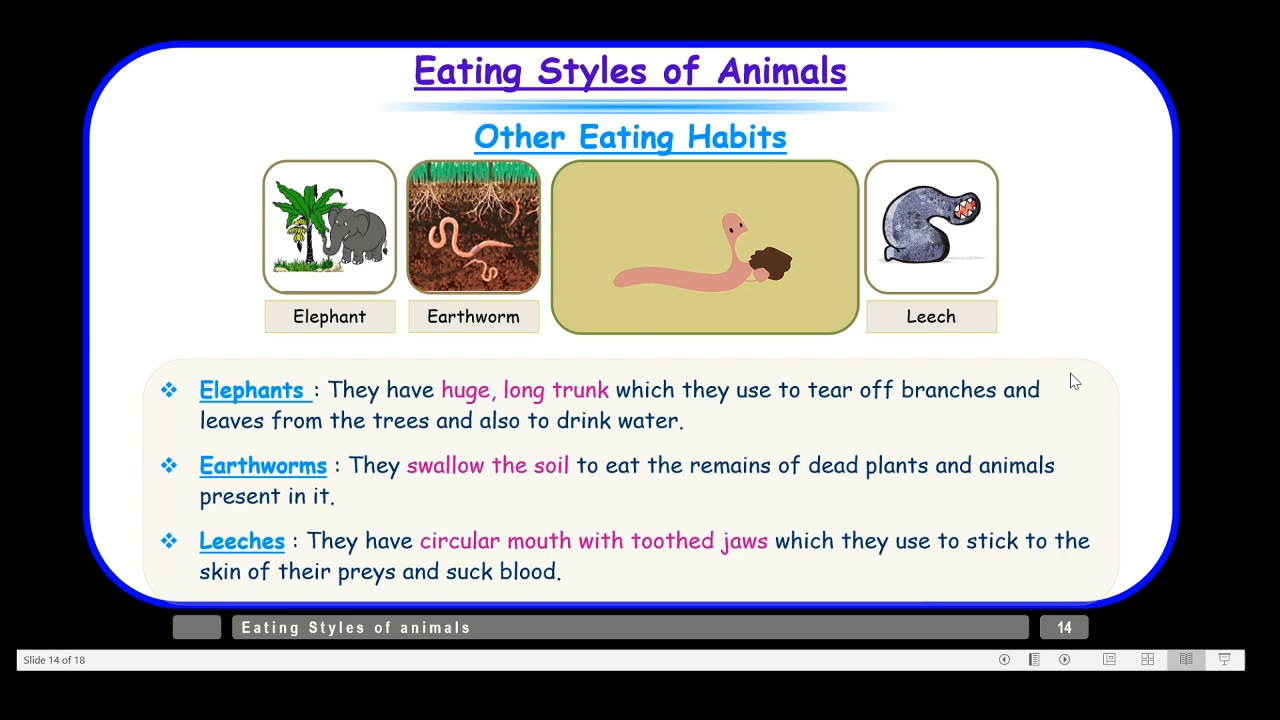 Eating Styles of Animals
Other Eating Habits
Elephant
Earthworm
Leech
❖ Elephants : They have huge, long trunk which they use to tear off branches and
leaves from the trees and also to drink water.
❖ Earthworms : They swallow the soil to eat the remains of dead plants and animals
present in it.
❖ Leeches : They have circular mouth with toothed jaws which they use to stick to the
skin of their preys and suck blood.
Eating Styles of animals
14
Slide 14 of 18